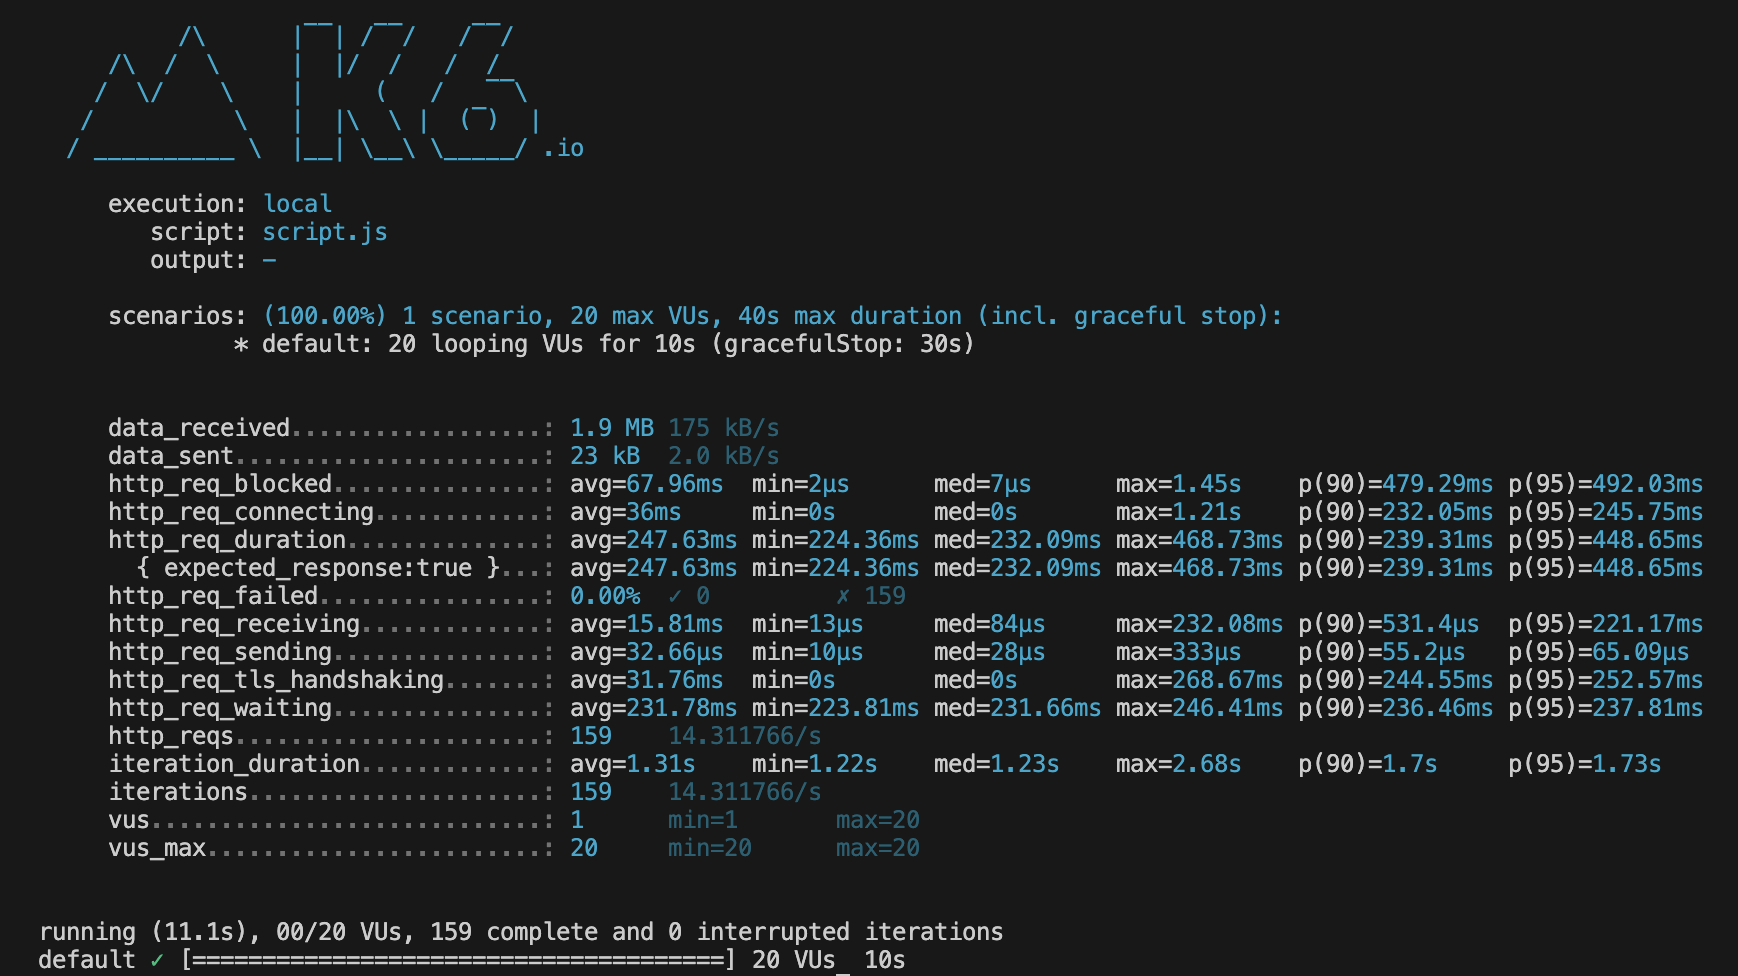 /\      |‾‾| /‾‾/   /‾‾/
     /\  /  \     |  |/  /   /  /
    /  \/    \    |     (   /   ‾‾\
   /          \   |  |\  \ |  (‾)  |
  / __________ \  |__| \__\ \_____/ .io

     execution: local
        script: script.js
        output: -

     scenarios: (100.00%) 1 scenario, 20 max VUs, 40s max duration (incl. graceful stop):
              * default: 20 looping VUs for 10s (gracefulStop: 30s)

     data_received..................: 1.9 MB 175 kB/s
     data_sent......................: 23 kB  2.0 kB/s
     http_req_blocked...............: avg=67.96ms  min=2µs      med=7µs      max=1.45s    p(90)=479.29ms p(95)=492.03ms
     http_req_connecting............: avg=36ms     min=0s       med=0s       max=1.21s    p(90)=232.05ms p(95)=245.75ms
     http_req_duration..............: avg=247.63ms min=224.36ms med=232.09ms max=468.73ms p(90)=239.31ms p(95)=448.65ms
       { expected_response:true }...: avg=247.63ms min=224.36ms med=232.09ms max=468.73ms p(90)=239.31ms p(95)=448.65ms
     http_req_failed................: 0.00%  ✓ 0         ✗ 159
     http_req_receiving.............: avg=15.81ms  min=13µs     med=84µs     max=232.08ms p(90)=531.4µs  p(95)=221.17ms
     http_req_sending...............: avg=32.66µs  min=10µs     med=28µs     max=333µs    p(90)=55.2µs   p(95)=65.09µs
     http_req_tls_handshaking.......: avg=31.76ms  min=0s       med=0s       max=268.67ms p(90)=244.55ms p(95)=252.57ms
     http_req_waiting...............: avg=231.78ms min=223.81ms med=231.66ms max=246.41ms p(90)=236.46ms p(95)=237.81ms
     http_reqs......................: 159    14.311766/s
     iteration_duration.............: avg=1.31s    min=1.22s    med=1.23s    max=2.68s    p(90)=1.7s     p(95)=1.73s
     iterations.....................: 159    14.311766/s
     vus............................: 1      min=1       max=20
     vus_max........................: 20     min=20      max=20

running (11.1s), 00/20 VUs, 159 complete and 0 interrupted iterations
default ✓ [======================================] 20 VUs_ 10s